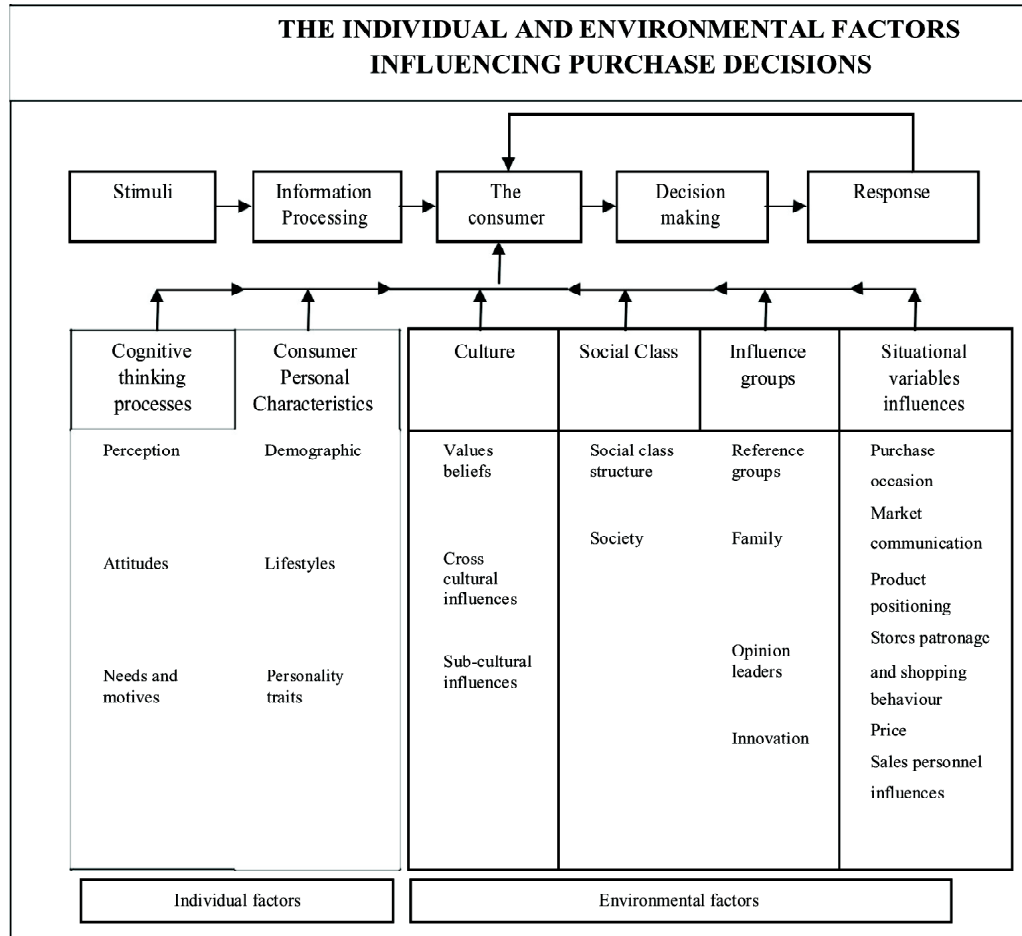 THE INDIVIDUAL AND ENVIRONMENTAL FACTORS
INFLUENCING PURCHASE DECISIONS
Stimuli
Information
Processing
The
consumer
Decision
making
Response
Cognitive
thinking
processes
Consumer
Personal
Characteristics
Culture
Social Class
Influence
groups
Situational
variables
influences
Perception
Attitudes
Needs and
motives
Demographic
Lifestyles
Personality
traits
Values
beliefs
Cross
cultural
influences
Sub-cultural
influences
Social class
structure
Society
Reference
groups
Family
Opinion
leaders
Innovation
Purchase
occasion
Market
communication
Product
positioning
Stores patronage
and shopping
behaviour
Price
Sales personnel
influences
Individual factors
Environmental factors